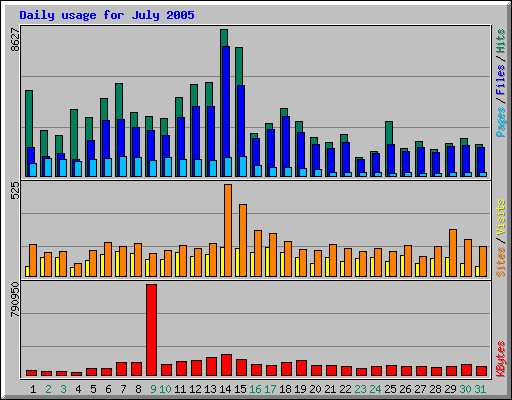 Daily usage for July 2005
8627
Pages / Files / Hits
525
Sites / Visits
790950
KBytes
1 2 3 4 5 6 7 8 9 10 11 12 13 14 15 16 17 18 19 20 21 22 23 24 25 26 27 28 29 30 31